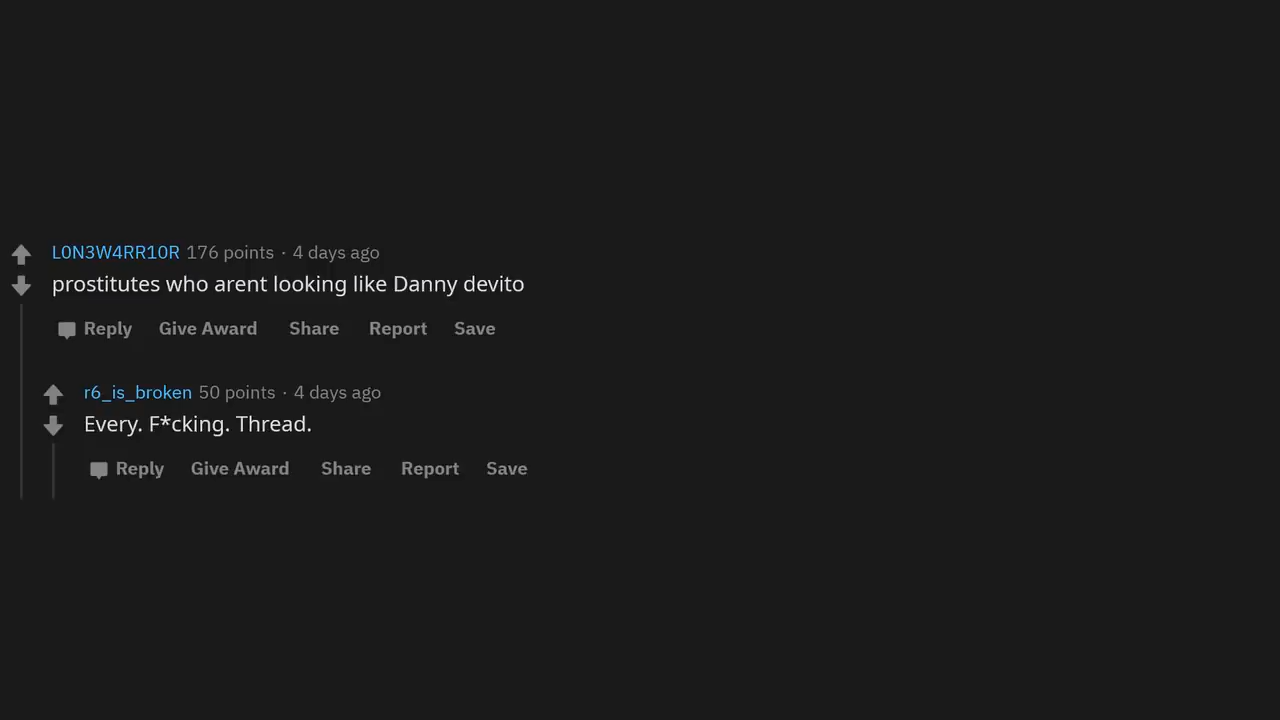 L0N3W4RR10R 176 points · 4 days ago
prostitutes who arent looking like Danny devito
Reply Give Award Share Report Save
r6_is_broken 50 points · 4 days ago
Every. F*cking. Thread.
Reply Give Award Share Report Save